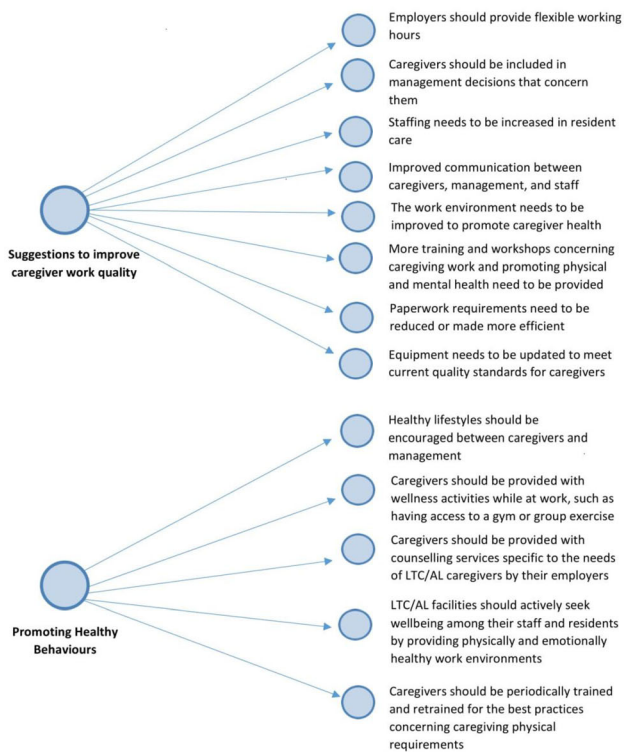 Employers should provide flexible working
hours
Caregivers should be included in
management decisions that concern
them
Staffing needs to be increased in resident
care
Improved communication between
caregivers, management, and staff
The work environment needs to be
improved to promote caregiver health
Suggestions to improve
caregiver work quality
More training and workshops concerning
caregiving work and promoting physical
and mental health need to be provided
Paperwork requirements need to be
reduced or made more efficient
Equipment needs to be updated to meet
current quality standards for caregivers
Healthy lifestyles should be
encouraged between caregivers and
management
Caregivers should be provided with
wellness activities while at work, such as
having access to a gym or group exercise
Caregivers should be provided with
counselling services specific to the needs
of LTC/AL caregivers by their employers
Promoting Healthy
Behaviours
LTC/AL facilities should actively seek
wellbeing among their staff and residents
by providing physically and emotionally
healthy work environments
Caregivers should be periodically trained
and retrained for the best practices
concerning caregiving physical
requirements